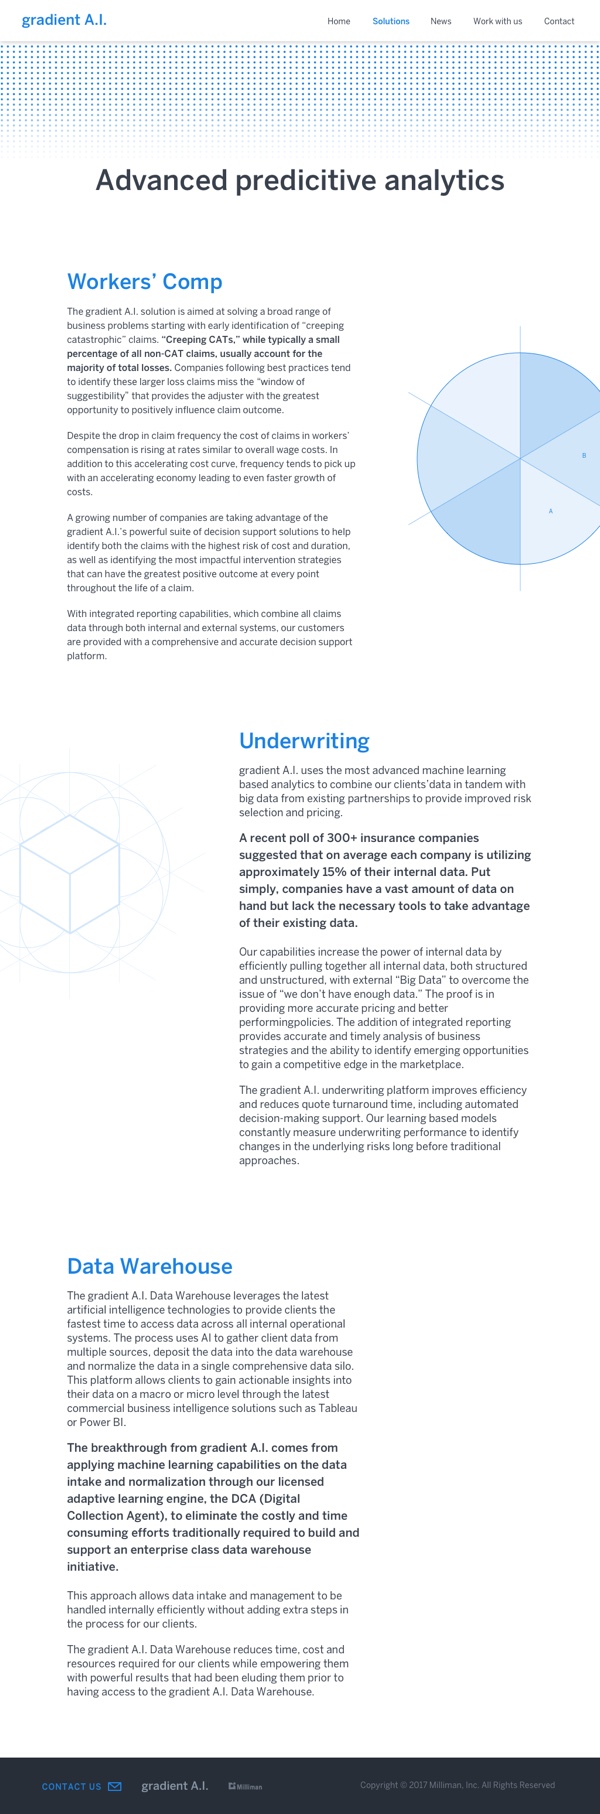 gradient A.I.
Home Solutions News Work with us Contact
Advanced predicitive analytics
Workers' Comp
The gradient A.I. solution is aimed at solving a broad range of
business problems starting with early identification of "creeping
catastrophic" claims. "Creeping CATs," while typically a small
percentage of all non-CAT claims, usually account for the
majority of total losses. Companies following best practices tend
to identify these larger loss claims miss the "window of
suggestibility" that provides the adjuster with the greatest
opportunity to positively influence claim outcome.
Despite the drop in claim frequency the cost of claims in workers'
compensation is rising at rates similar to overall wage costs. In
addition to this accelerating cost curve, frequency tends to pick up
with an accelerating economy leading to even faster growth of
costs.
A growing number of companies are taking advantage of the
gradient A.I.'s powerful suite of decision support solutions to help
identify both the claims with the highest risk of cost and duration,
as well as identifying the most impactful intervention strategies
that can have the greatest positive outcome at every point
throughout the life of a claim.
With integrated reporting capabilities, which combine all claims
data through both internal and external systems, our customers
are provided with a comprehensive and accurate decision support
platform.
B
A
Underwriting
gradient A.I. uses the most advanced machine learning
based analytics to combine our clients'data in tandem with
big data from existing partnerships to provide improved risk
selection and pricing.
A recent poll of 300+ insurance companies
suggested that on average each company is utilizing
approximately 15% of their internal data. Put
simply, companies have a vast amount of data on
hand but lack the necessary tools to take advantage
of their existing data.
Our capabilities increase the power of internal data by
efficiently pulling together all internal data, both structured
and unstructured, with external "Big Data" to overcome the
issue of "we don't have enough data." The proof is in
providing more accurate pricing and better
performingpolicies. The addition of integrated reporting
provides accurate and timely analysis of business
strategies and the ability to identify emerging opportunities
to gain a competitive edge in the marketplace.
The gradient A.I. underwriting platform improves efficiency
and reduces quote turnaround time, including automated
decision-making support. Our learning based models
constantly measure underwriting performance to identify
changes in the underlying risks long before traditional
approaches.
Data Warehouse
The gradient A.I. Data Warehouse leverages the latest
artificial intelligence technologies to provide clients the
fastest time to access data across all internal operational
systems. The process uses AI to gather client data from
multiple sources, deposit the data into the data warehouse
and normalize the data in a single comprehensive data silo.
This platform allows clients to gain actionable insights into
their data on a macro or micro level through the latest
commercial business intelligence solutions such as Tableau
or Power BI.
The breakthrough from gradient A.I. comes from
applying machine learning capabilities on the data
intake and normalization through our licensed
adaptive learning engine, the DCA (Digital
Collection Agent), to eliminate the costly and time
consuming efforts traditionally required to build and
support an enterprise class data warehouse
initiative.
This approach allows data intake and management to be
handled internally efficiently without adding extra steps in
the process for our clients.
The gradient A.I. Data Warehouse reduces time, cost and
resources required for our clients while empowering them
with powerful results that had been eluding them prior to
having access to the gradient A.I. Data Warehouse.
CONTACT US gradient A.I. Milliman Copyright © 2017 Milliman, Inc. All Rights Reserved